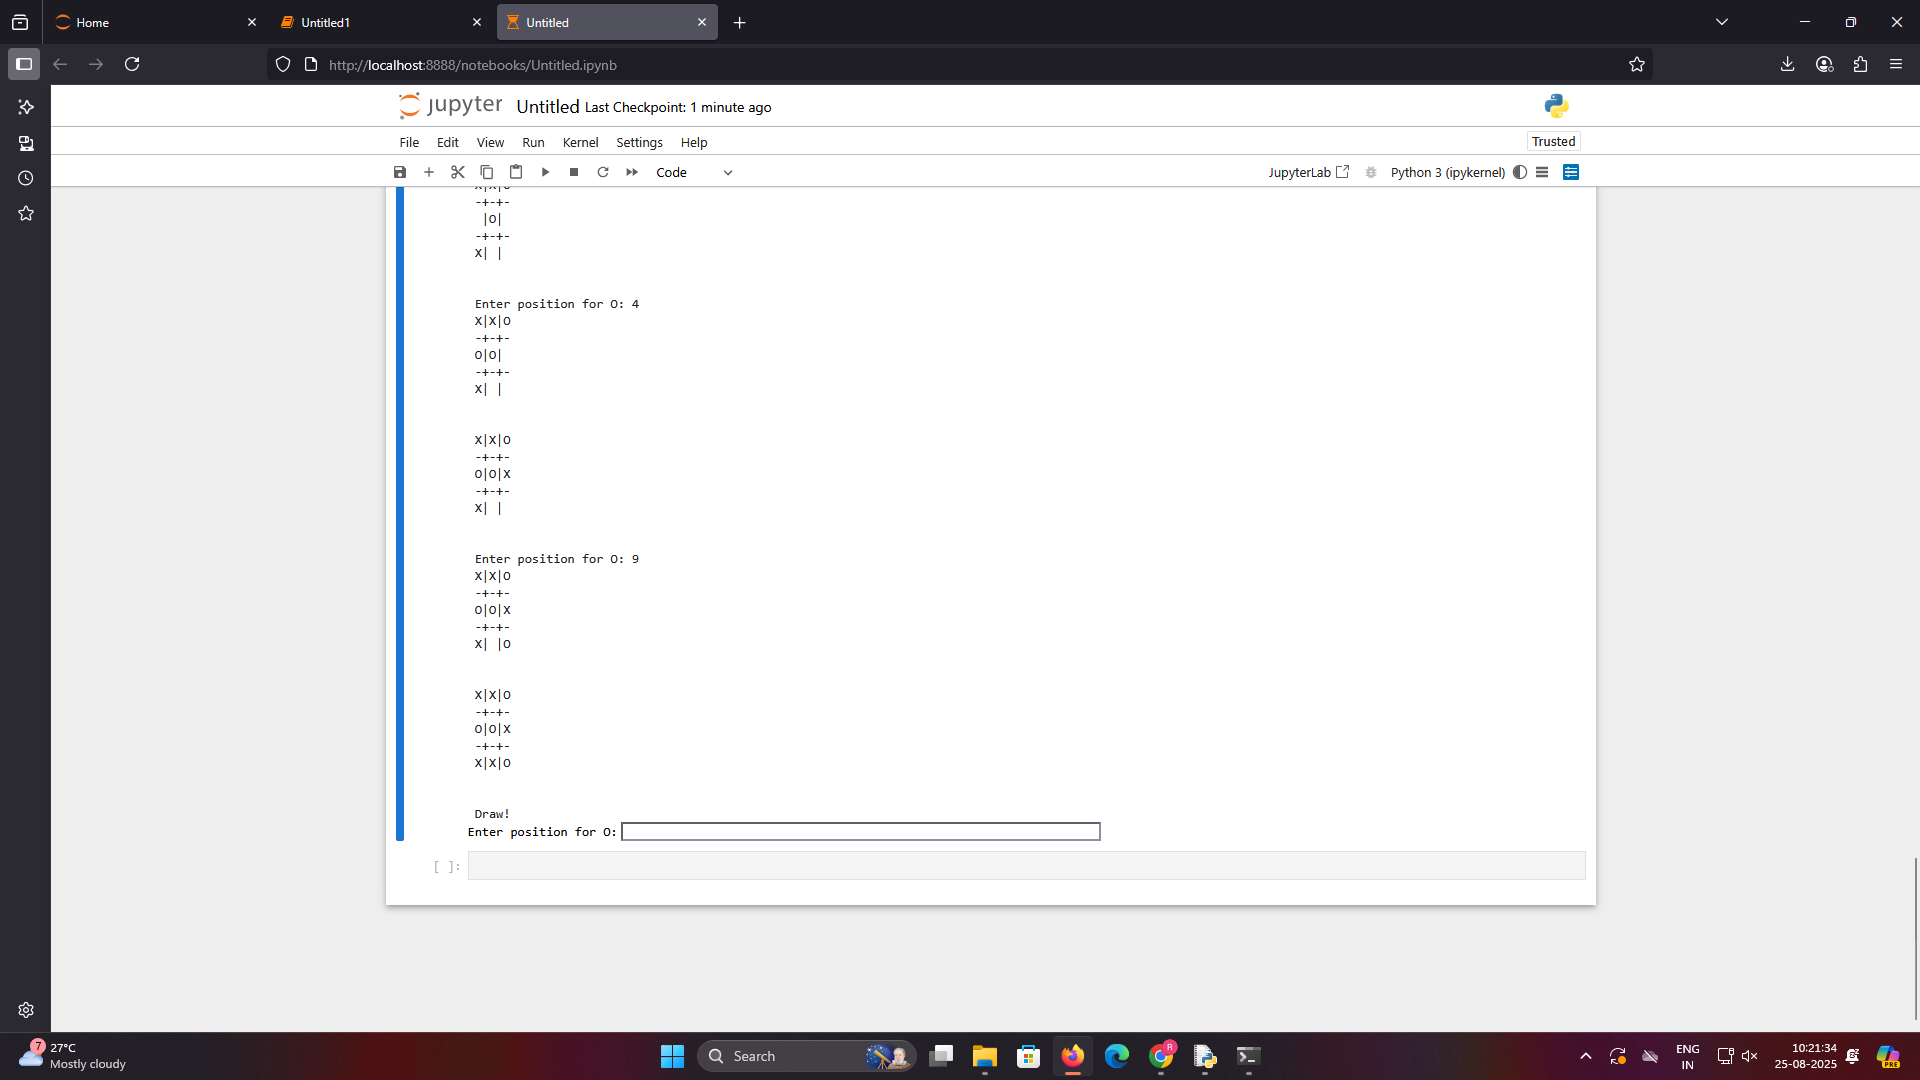 Home
Untitled1
Untitled
http://localhost:8888/notebooks/Untitled.ipynb
jupyter Untitled Last Checkpoint: 1 minute ago
File Edit View Run Kernel Settings Help
Trusted
Code
JupyterLab
Python 3 (ipykernel)
X|X|O
-+-+-
 |O|
-+-+-
X| |
Enter position for O: 4
X|X|O
-+-+-
O|O|
-+-+-
X| |
X|X|O
-+-+-
O|O|X
-+-+-
X| |
Enter position for O: 9
X|X|O
-+-+-
O|O|X
-+-+-
X| |O
X|X|O
-+-+-
O|O|X
-+-+-
X|X|O
Draw!
Enter position for O:
[ ]:
7
27°C
Mostly cloudy
Search
R
ENG
IN
10:21:34
25-08-2025
PRE